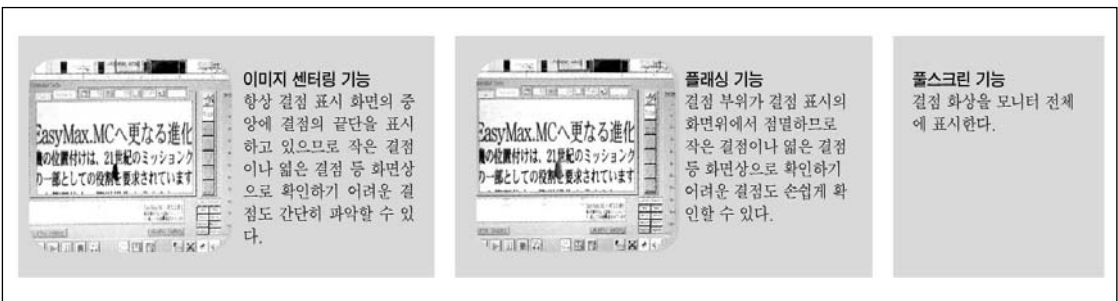 이미지 센터링 기능
항상 결점 표시 화면의 중
앙에 결점의 끝단을 표시
하고 있으므로 작은 결점
이나 엷은 결점 등 화면상
으로 확인하기 어려운 결
점도 간단히 파악할 수 있
다.
EasyMax.MCへ更なる進化
機の位置付けは、21世紀のミッションク
の一部としての役割を要求されています
플래싱 기능
결점 부위가 결점 표시의
화면위에서 점멸하므로
작은 결점이나 엷은 결점
등 화면상으로 확인하기
어려운 결점도 손쉽게 확
인할 수 있다.
EasyMax.MCへ更なる進化
機の位置付けは、21世紀のミッションク
の一部としての役割を要求されています
풀스크린 기능
결점 화상을 모니터 전체
에 표시한다.